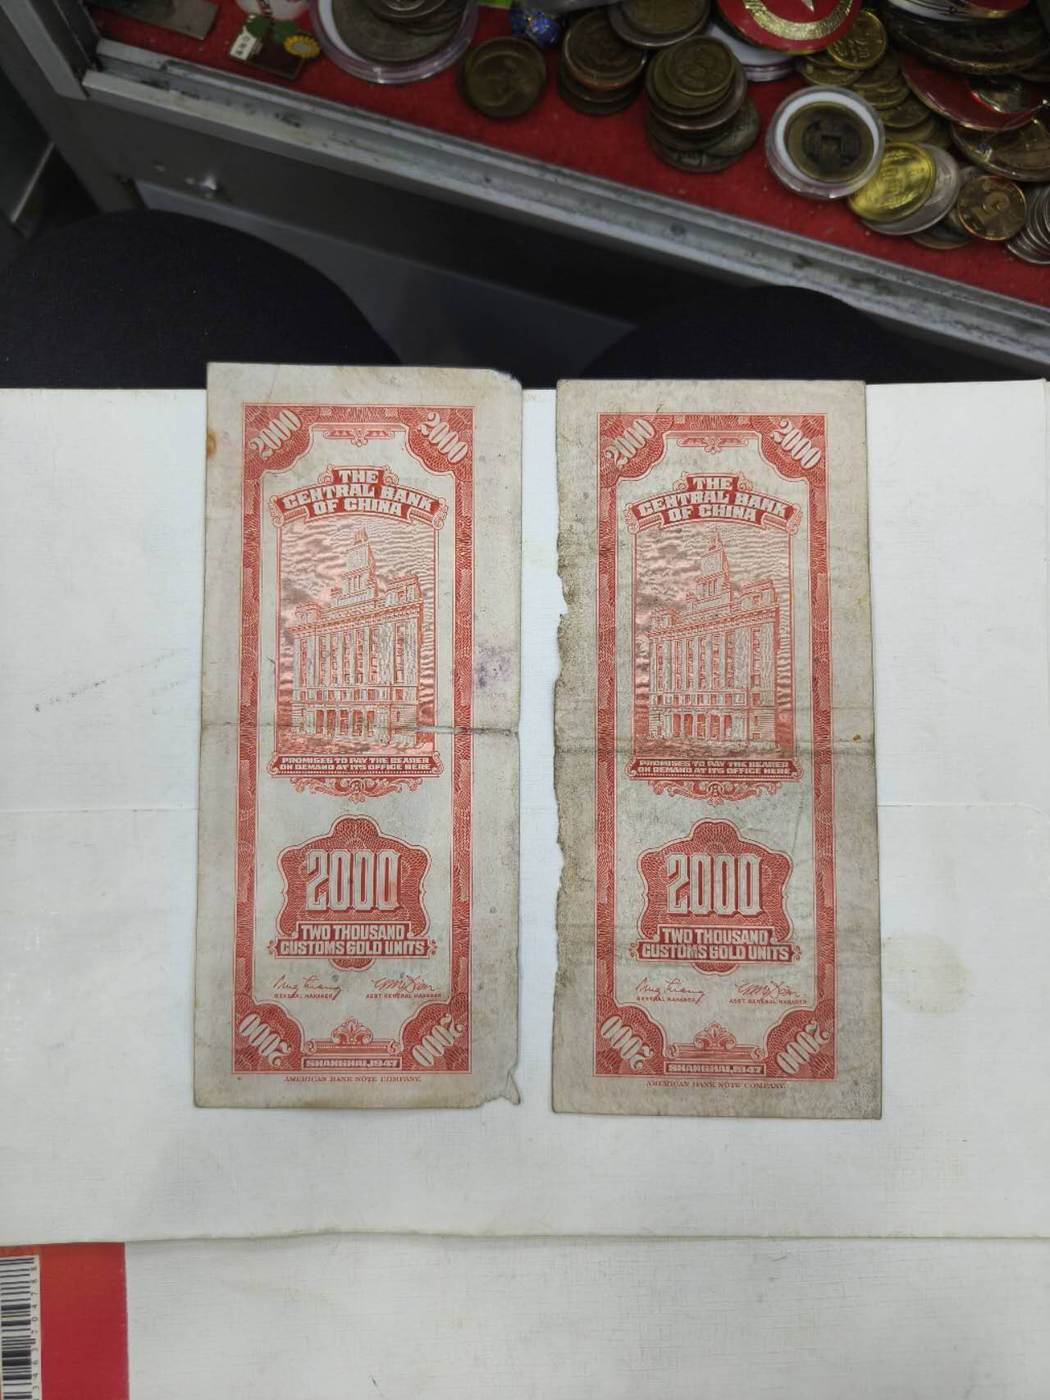 2000 2000
THE
CENTRAL BANK
OF CHINA
PROMISES TO PAY THE BEARER
ON DEMAND AT ITS OFFICE HERE
2000
TWO THOUSAND
CUSTOMS GOLD UNITS
GENERAL MANAGER ASST GENERAL MANAGER
2000 2000
SHANGHAI, 1947
AMERICAN BANK NOTE COMPANY.
2000 2000
THE
CENTRAL BANK
OF CHINA
PROMISES TO PAY THE BEARER
ON DEMAND AT ITS OFFICE HERE
2000
TWO THOUSAND
CUSTOMS GOLD UNITS
GENERAL MANAGER ASST GENERAL MANAGER
2000 2000
SHANGHAI, 1947
AMERICAN BANK NOTE COMPANY.